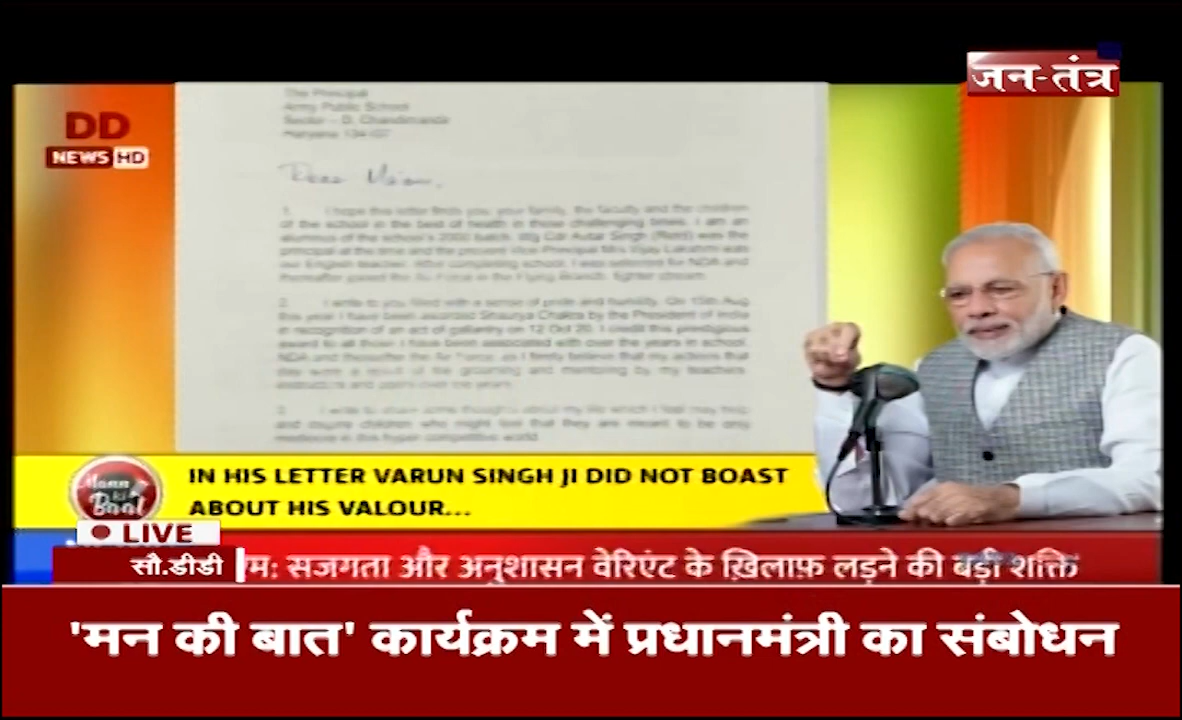 जन-तंत्र
DD
NEWS HD
The Principal
Army Public School
Sector - D, Chandimandir
Haryana 134107
Dear Ma'am,
1. I hope this letter finds you, your family, the faculty and the children
of the school in the best of health in these challenging times. I am an
alumnus of the school's 2000 batch. Wg Cdr Autar Singh (Retd) was the
principal at the time and the present Vice Principal Mrs Vijay Lakshmi was
our English teacher. After completing school, I was selected for NDA and
thereafter joined the Air Force in the Flying Branch, fighter stream.
2. I write to you filled with a sense of pride and humility. On 15th Aug
this year I have been awarded Shaurya Chakra by the President of India
in recognition of an act of gallantry on 12 Oct 20. I credit this prestigious
award to all those I have been associated with over the years in school,
NDA and thereafter the Air Force, as I firmly believe that my actions that
day were a result of the grooming and mentoring by my teachers,
instructors and peers over the years.
3. I write to share some thoughts about my life which I feel may help
and inspire children who might feel that they are meant to be only
mediocre in this hyper competitive world.
Mann
ki
Baat
IN HIS LETTER VARUN SINGH JI DID NOT BOAST
ABOUT HIS VALOUR...
LIVE
सौ.डीडी
एम: सजगता और अनुशासन वेरिएंट के ख़िलाफ़ लड़ने की बड़ी शक्ति
'मन की बात' कार्यक्रम में प्रधानमंत्री का संबोधन